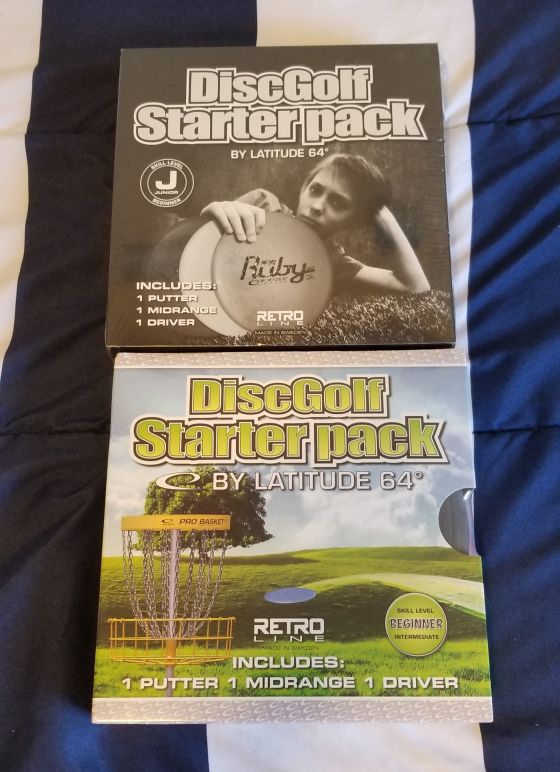 DiscGolf
Starter pack
BY LATITUDE 64°
SKILL LEVEL
J
JUNIOR
BEGINNER
Ruby
INCLUDES:
1 PUTTER
1 MIDRANGE
1 DRIVER
RETRO
LINE
MADE IN SWEDEN
DiscGolf
Starter pack
BY LATITUDE 64°
PRO BASKET
SKILL LEVEL
BEGINNER
INTERMEDIATE
RETRO
LINE
MADE IN SWEDEN
INCLUDES:
1 PUTTER 1 MIDRANGE 1 DRIVER